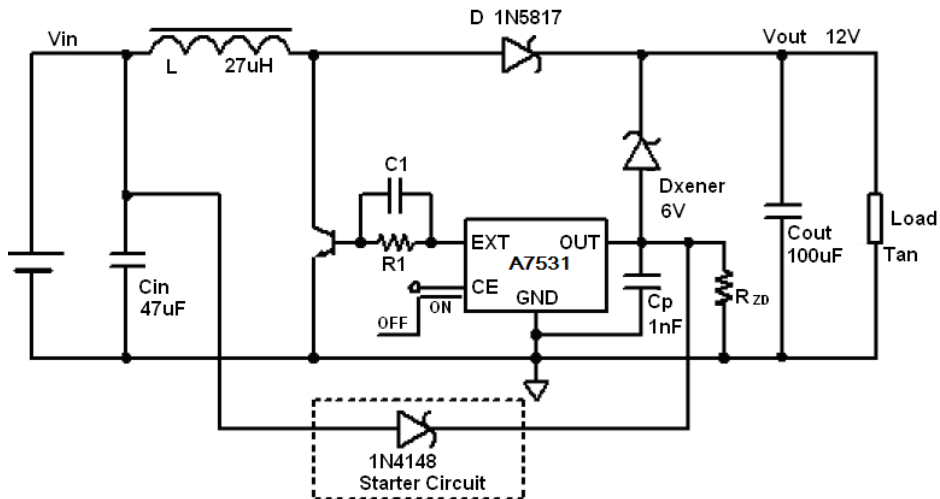 D 1N5817
Vin
Vout 12V
L 27uH
C1
Dxener
6V
EXT OUT
A7531
R1
CE
GND
Load
Tan
Cout
100uF
Cin
47uF
OFF ON
Cp
1nF
RZD
1N4148
Starter Circuit